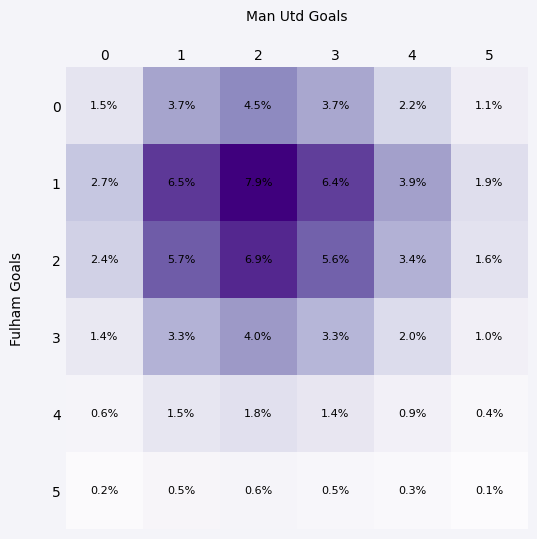 Man Utd Goals
0 1 2 3 4 5
0 1.5% 3.7% 4.5% 3.7% 2.2% 1.1%
1 2.7% 6.5% 7.9% 6.4% 3.9% 1.9%
2 2.4% 5.7% 6.9% 5.6% 3.4% 1.6%
3 1.4% 3.3% 4.0% 3.3% 2.0% 1.0%
4 0.6% 1.5% 1.8% 1.4% 0.9% 0.4%
5 0.2% 0.5% 0.6% 0.5% 0.3% 0.1%
Fulham Goals